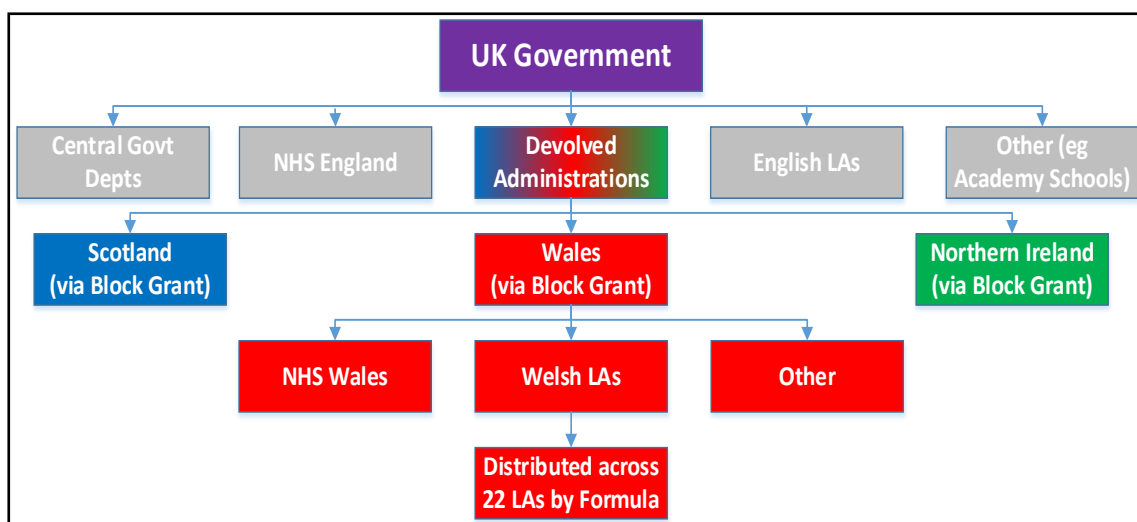 UK Government
Central Govt
Depts
NHS England
Devolved
Administrations
English LAs
Other (eg
Academy Schools)
Scotland
(via Block Grant)
Wales
(via Block Grant)
Northern Ireland
(via Block Grant)
NHS Wales
Welsh LAs
Other
Distributed across
22 LAs by Formula